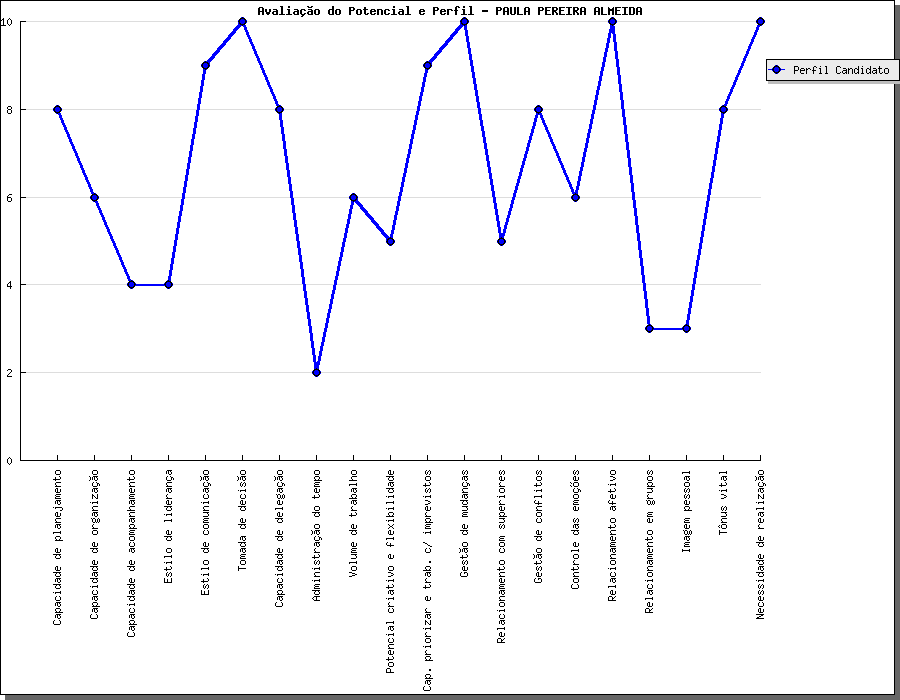 Avaliação do Potencial e Perfil - PAULA PEREIRA ALMEIDA
10
8
6
4
2
0
Perfil Candidato
Capacidade de planejamento
Capacidade de organização
Capacidade de acompanhamento
Estilo de liderança
Estilo de comunicação
Tomada de decisão
Capacidade de delegação
Administração do tempo
Volume de trabalho
Potencial criativo e flexibilidade
Cap. priorizar e trab. c/ imprevistos
Gestão de mudanças
Relacionamento com superiores
Gestão de conflitos
Controle das emoções
Relacionamento afetivo
Relacionamento em grupos
Imagem pessoal
Tônus vital
Necessidade de realização